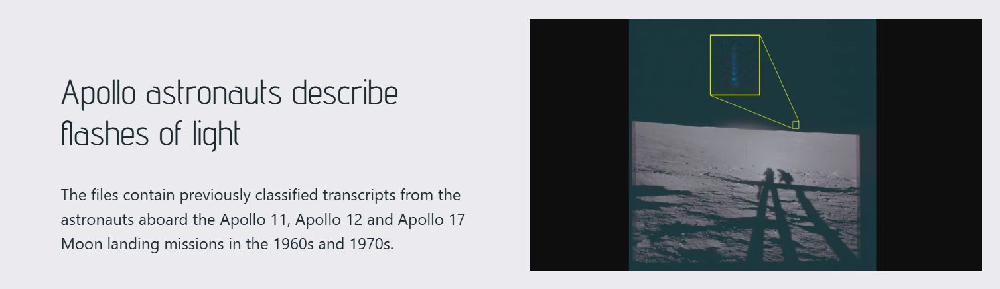 Apollo astronauts describe
flashes of light
The files contain previously classified transcripts from the
astronauts aboard the Apollo 11, Apollo 12 and Apollo 17
Moon landing missions in the 1960s and 1970s.